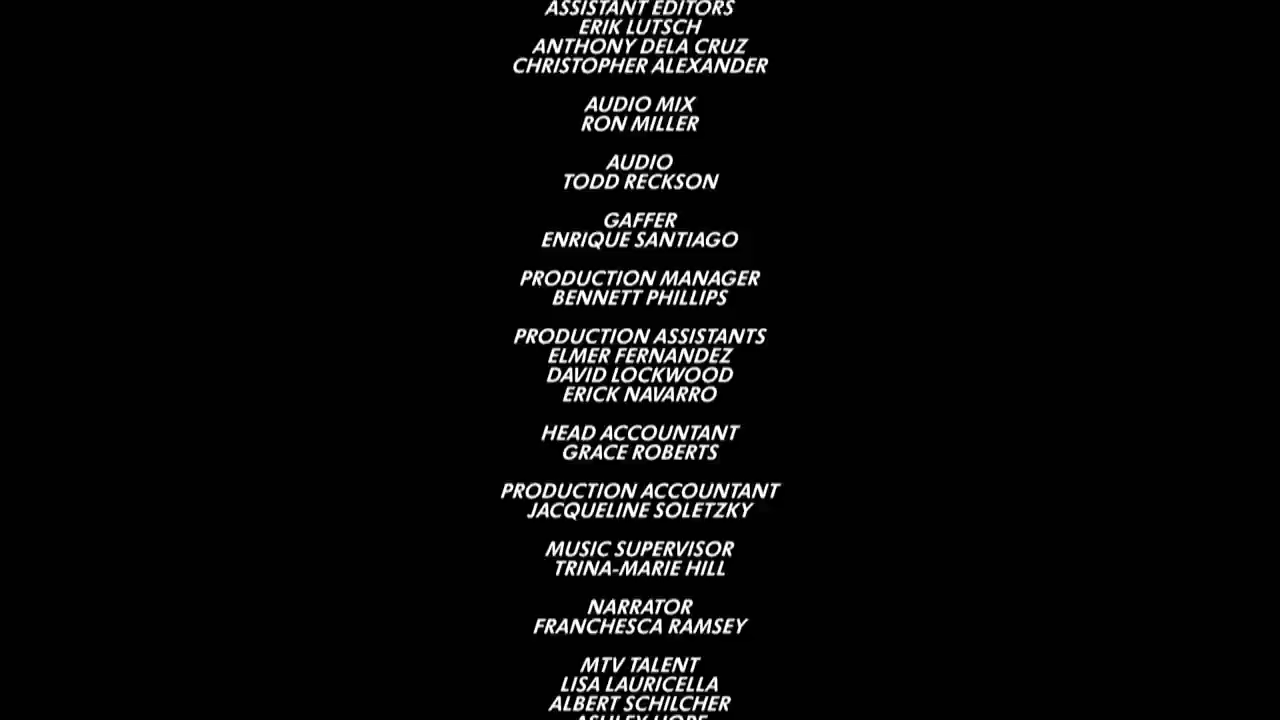 ASSISTANT EDITORS
ERIK LUTSCH
ANTHONY DELA CRUZ
CHRISTOPHER ALEXANDER
AUDIO MIX
RON MILLER
AUDIO
TODD RECKSON
GAFFER
ENRIQUE SANTIAGO
PRODUCTION MANAGER
BENNETT PHILLIPS
PRODUCTION ASSISTANTS
ELMER FERNANDEZ
DAVID LOCKWOOD
ERICK NAVARRO
HEAD ACCOUNTANT
GRACE ROBERTS
PRODUCTION ACCOUNTANT
JACQUELINE SOLETZKY
MUSIC SUPERVISOR
TRINA-MARIE HILL
NARRATOR
FRANCHESCA RAMSEY
MTV TALENT
LISA LAURICELLA
ALBERT SCHILCHER
ASHLEY HOPE